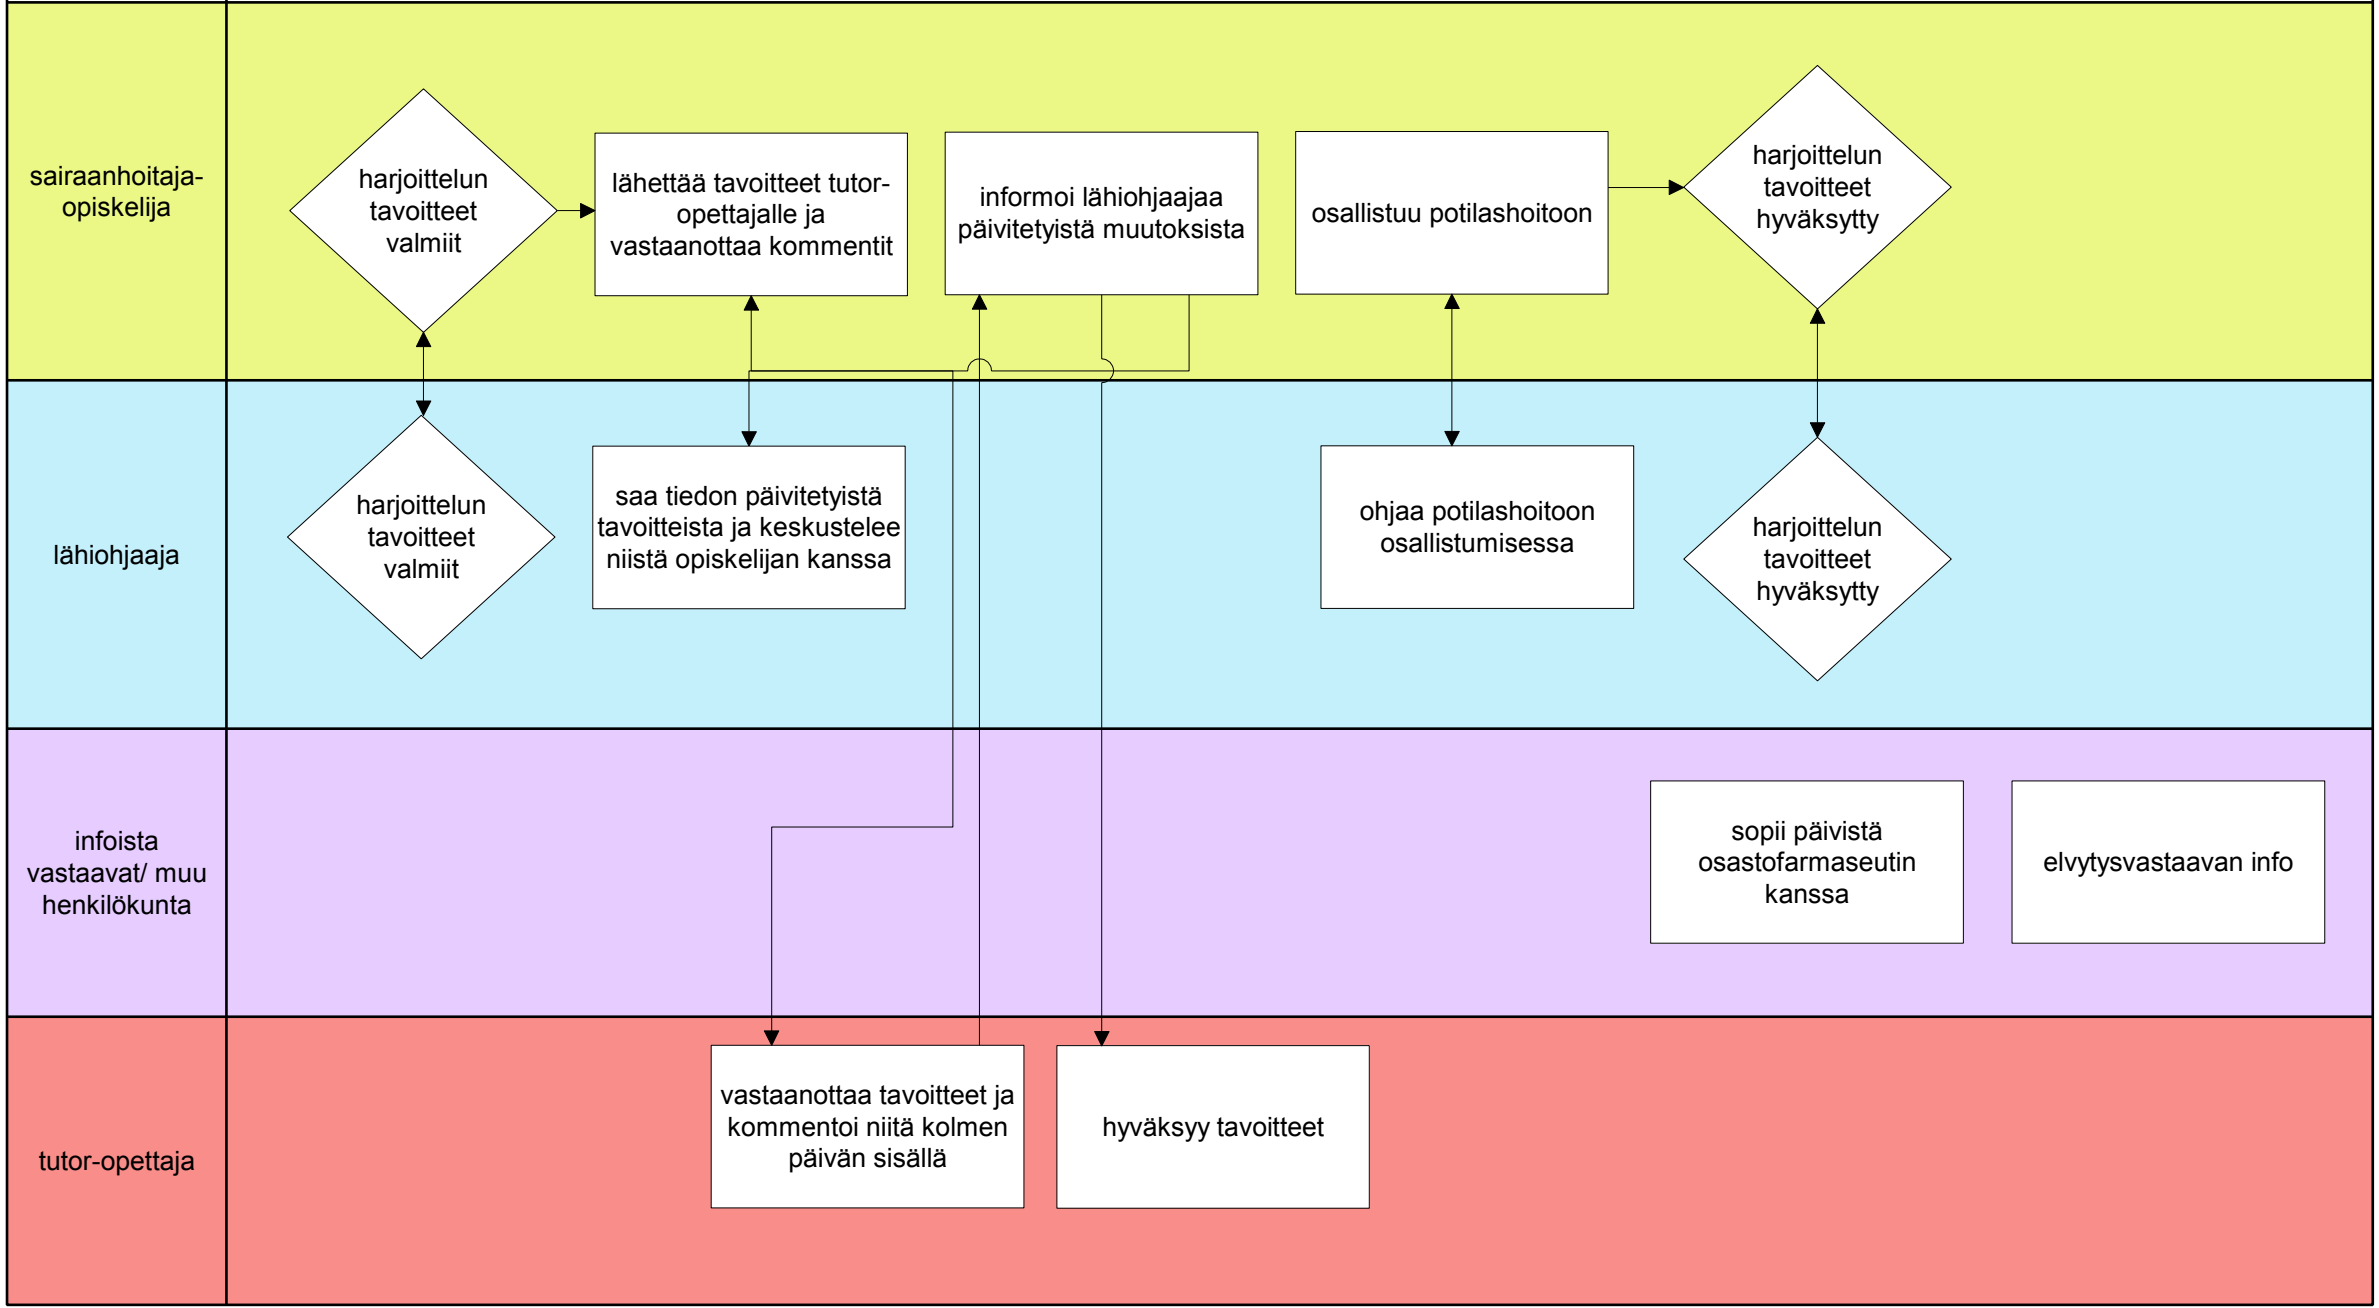 sairaanhoitaja-
opiskelija
harjoittelun
tavoitteet
valmiit
lähettää tavoitteet tutor-
opettajalle ja
vastaanottaa kommentit
informoi lähiohjaajaa
päivitetyistä muutoksista
osallistuu potilashoitoon
harjoittelun
tavoitteet
hyväksytty
lähiohjaaja
harjoittelun
tavoitteet
valmiit
saa tiedon päivitetyistä
tavoitteista ja keskustelee
niistä opiskelijan kanssa
ohjaa potilashoitoon
osallistumisessa
harjoittelun
tavoitteet
hyväksytty
infoista
vastaavat/ muu
henkilökunta
sopii päivistä
osastofarmaseutin
kanssa
elvytysvastaavan info
tutor-opettaja
vastaanottaa tavoitteet ja
kommentoi niitä kolmen
päivän sisällä
hyväksyy tavoitteet